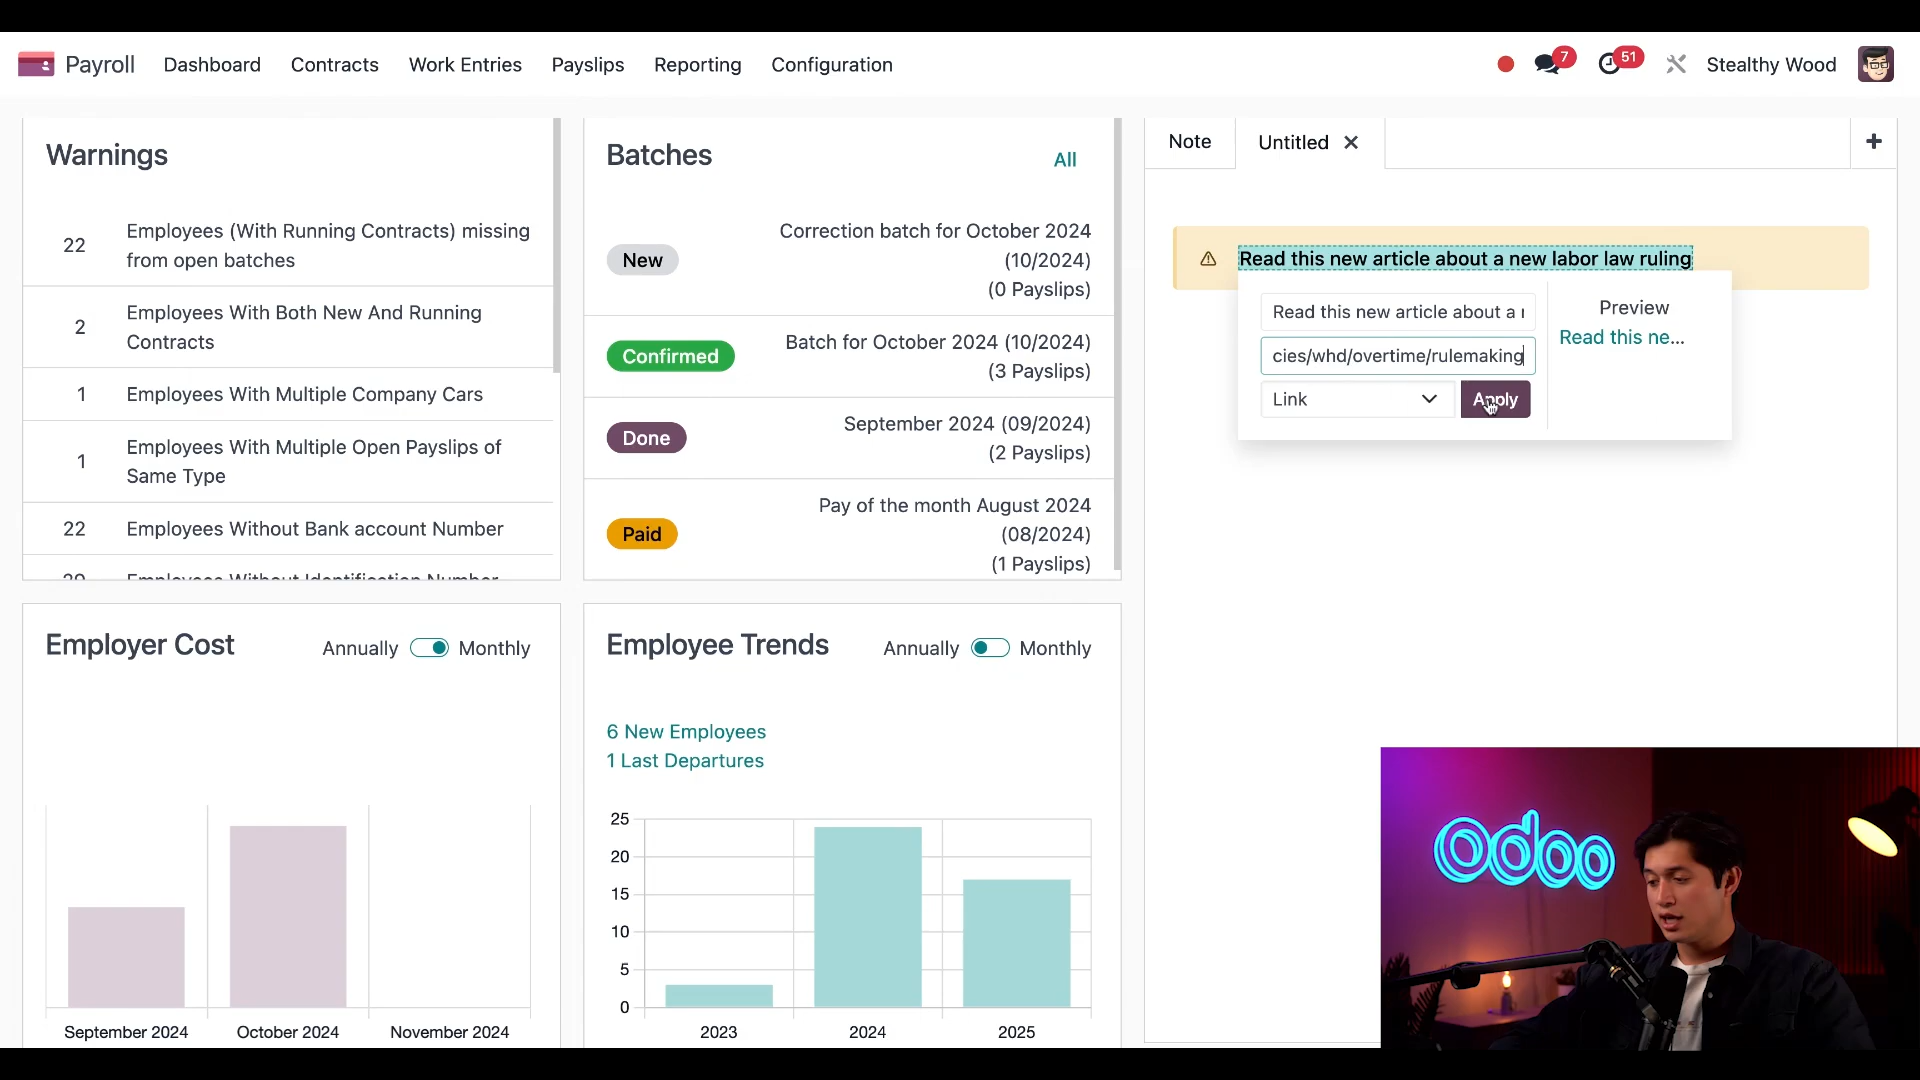 Payroll
Dashboard
Contracts
Work Entries
Payslips
Reporting
Configuration
7
51
Stealthy Wood
Warnings
22
Employees (With Running Contracts) missing
from open batches
2
Employees With Both New And Running
Contracts
1
Employees With Multiple Company Cars
1
Employees With Multiple Open Payslips of
Same Type
22
Employees Without Bank account Number
Employees Without Identification Number
Batches
All
New
Correction batch for October 2024
(10/2024)
(0 Payslips)
Confirmed
Batch for October 2024 (10/2024)
(3 Payslips)
Done
September 2024 (09/2024)
(2 Payslips)
Paid
Pay of the month August 2024
(08/2024)
(1 Payslips)
Note
Untitled
Read this new article about a new labor law ruling
Read this new article about a
cies/whd/overtime/rulemaking
Link
Apply
Preview
Read this ne...
Employer Cost
Annually
Monthly
September 2024
October 2024
November 2024
Employee Trends
Annually
Monthly
6 New Employees
1 Last Departures
25
20
15
10
5
0
2023
2024
2025
odoo